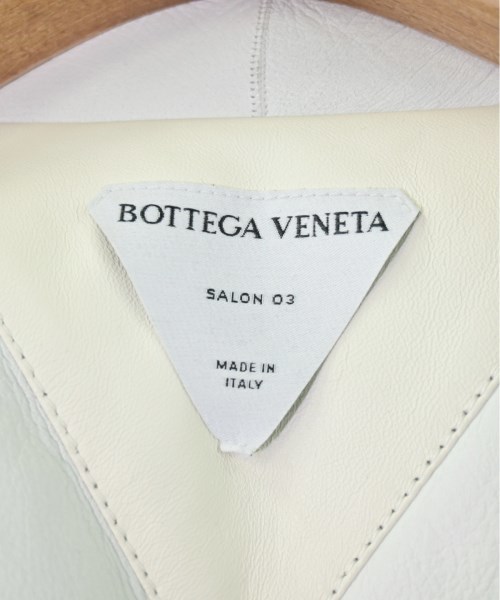 BOTTEGA VENETA
SALON 03
MADE IN
ITALY